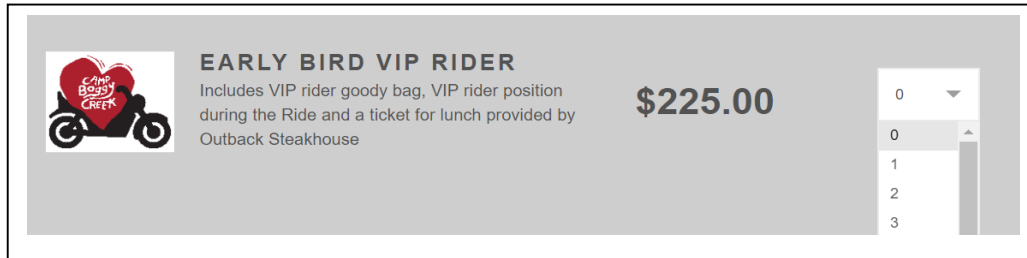 CAMP
BOGGY
CREEK
EARLY BIRD VIP RIDER
Includes VIP rider goody bag, VIP rider position
during the Ride and a ticket for lunch provided by
Outback Steakhouse
$225.00
0
0
1
2
3